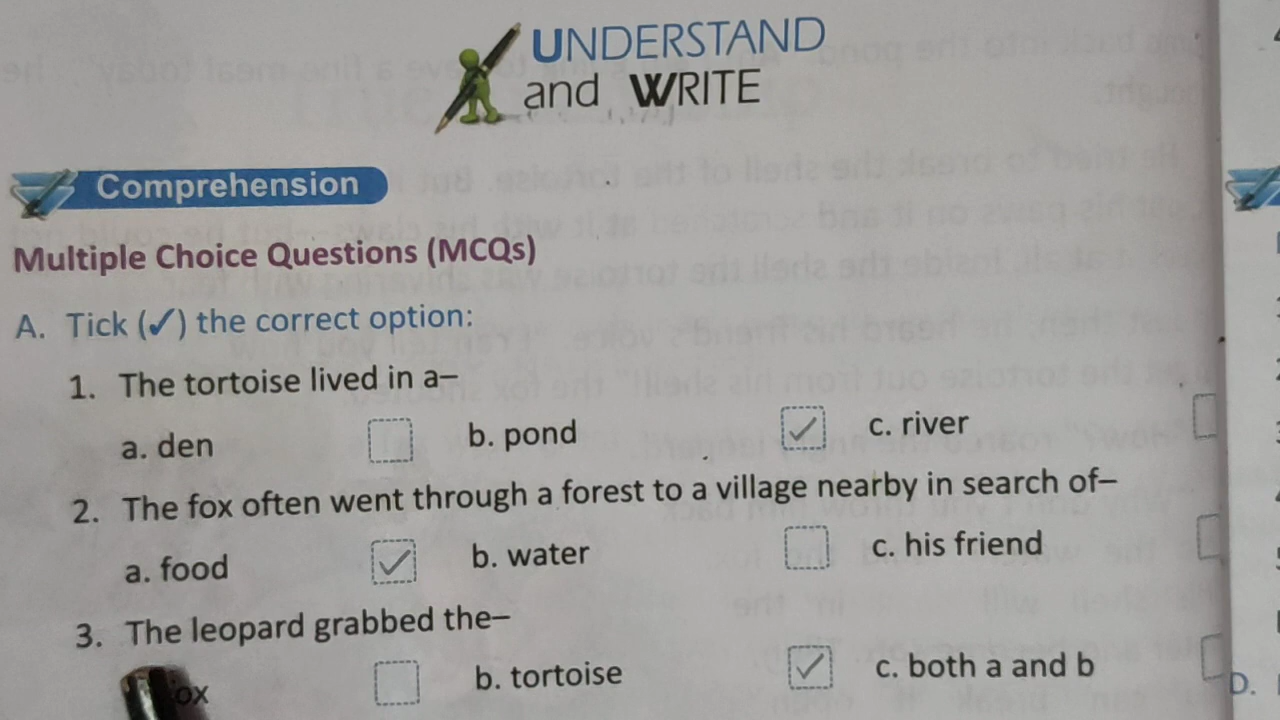 UNDERSTAND
and WRITE
Comprehension
Multiple Choice Questions (MCQs)
A. Tick (✓) the correct option:
1. The tortoise lived in a–
a. den b. pond ✓ c. river
2. The fox often went through a forest to a village nearby in search of–
a. food ✓ b. water c. his friend
3. The leopard grabbed the–
ox b. tortoise ✓ c. both a and b
D.